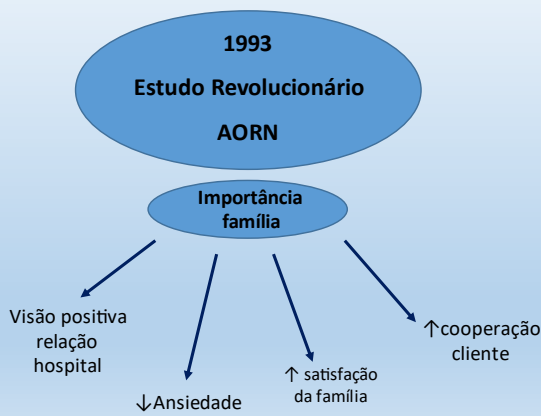 1993
Estudo Revolucionário
AORN
Importância
família
Visão positiva
relação
hospital
↓Ansiedade
↑ satisfação
da família
↑cooperação
cliente